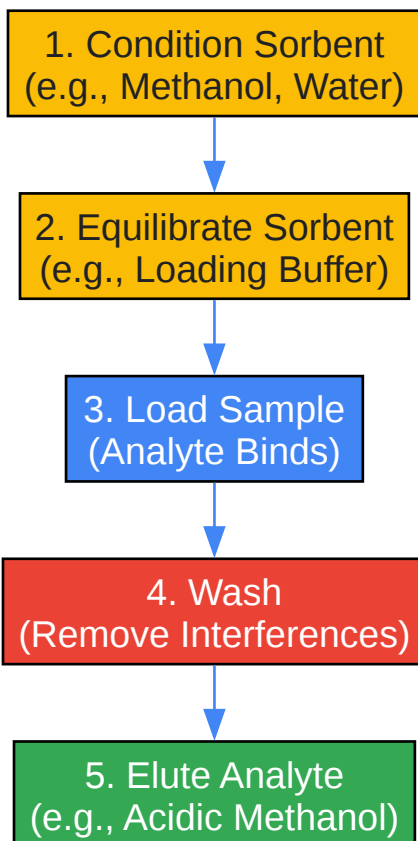 1. Condition Sorbent
(e.g., Methanol, Water)
2. Equilibrate Sorbent
(e.g., Loading Buffer)
3. Load Sample
(Analyte Binds)
4. Wash
(Remove Interferences)
5. Elute Analyte
(e.g., Acidic Methanol)